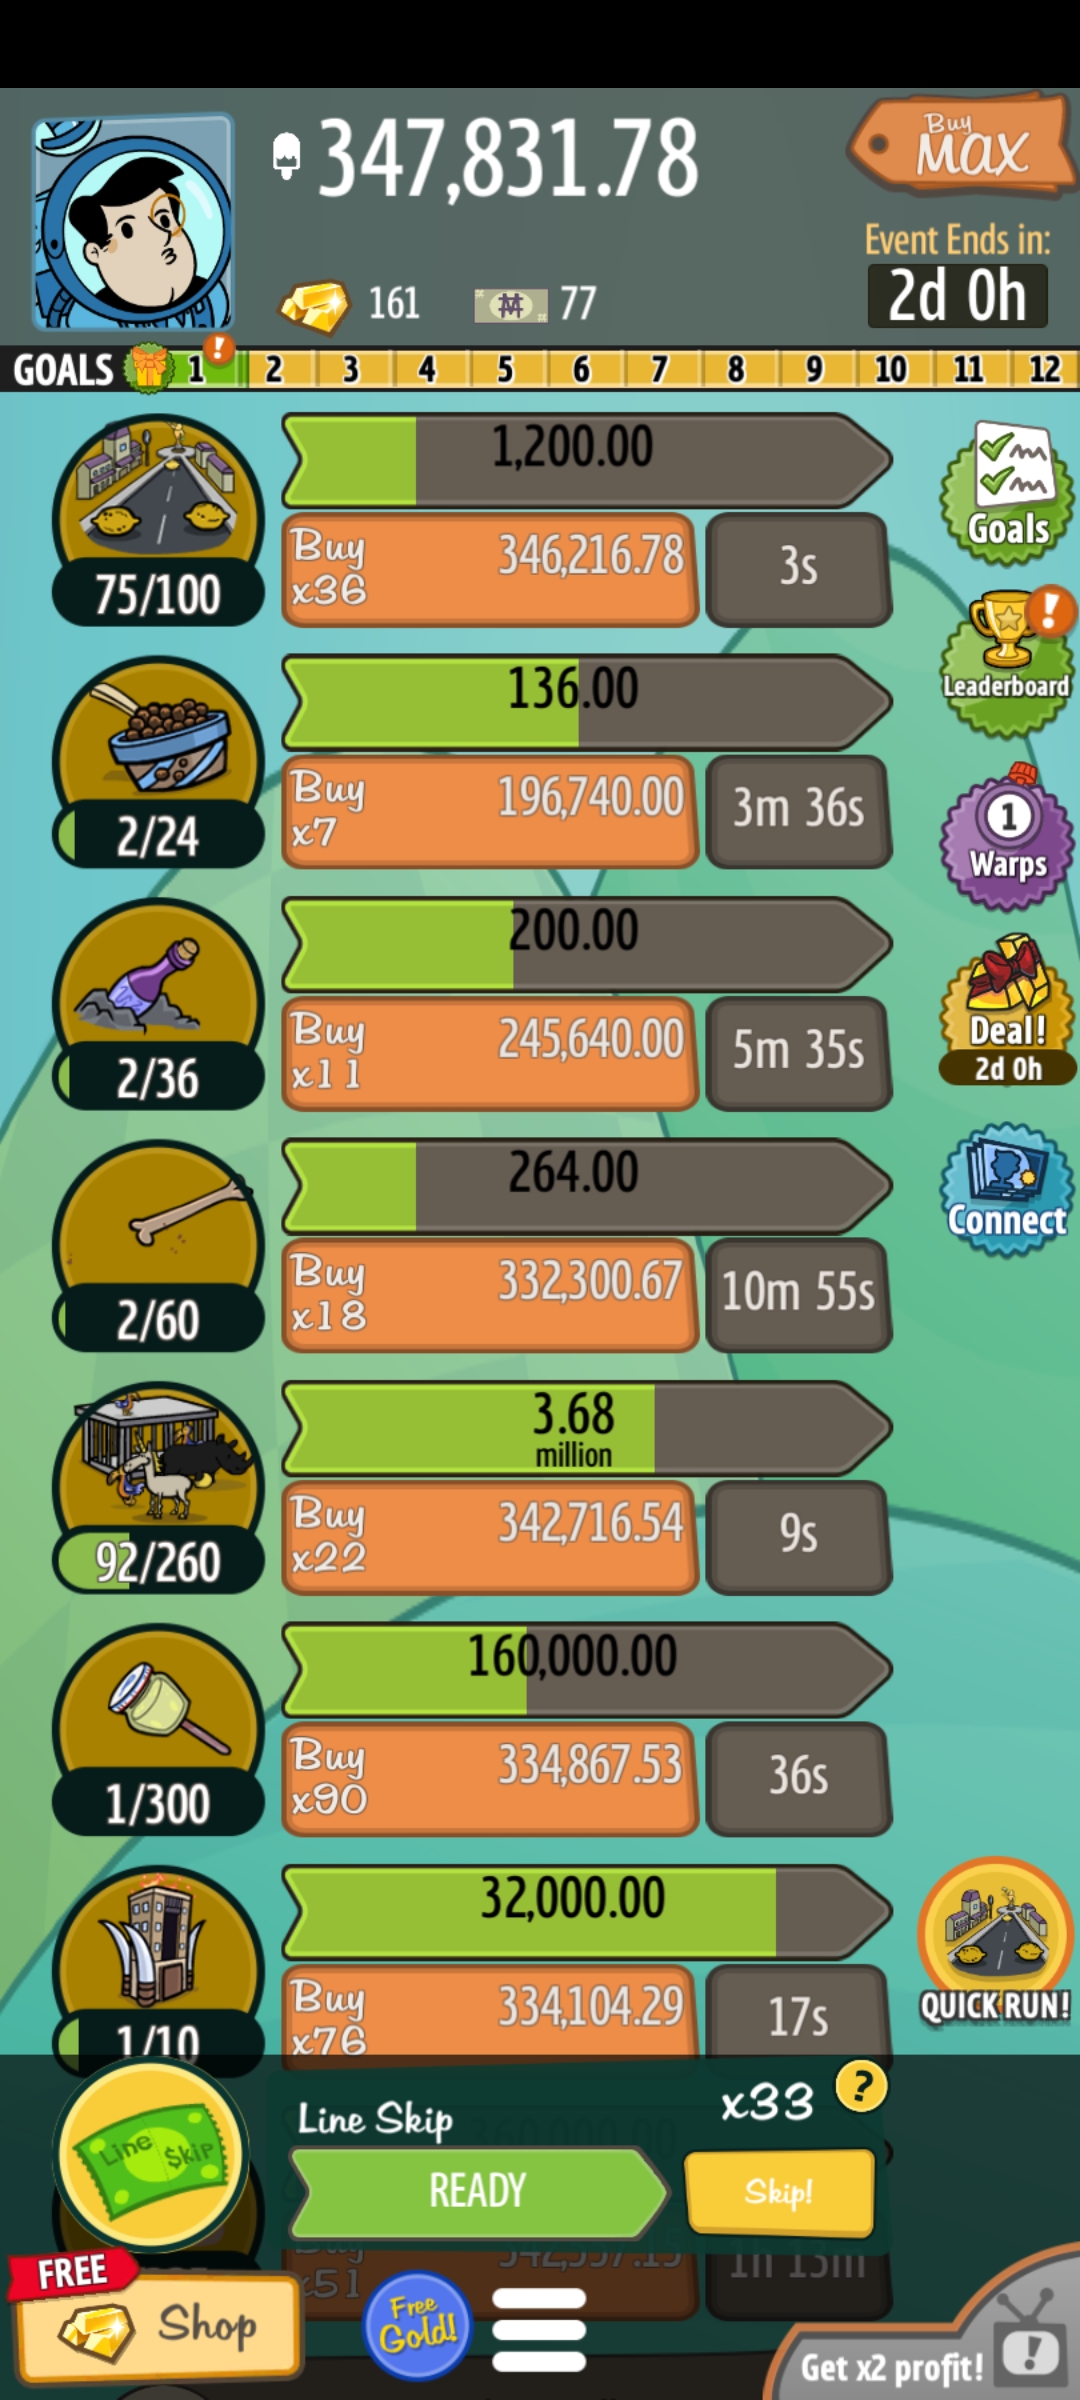 347,831.78
Buy
MAX
Event Ends in:
2d 0h
161
77
GOALS 1 ! 2 3 4 5 6 7 8 9 10 11 12
1,200.00
Buy
x36
346,216.78
3s
75/100
Goals
136.00
Buy
x7
196,740.00
3m 36s
2/24
!
Leaderboard
200.00
Buy
x11
245,640.00
5m 35s
2/36
1
Warps
264.00
Buy
x18
332,300.67
10m 55s
2/60
Deal!
2d 0h
Connect
3.68
million
Buy
x22
342,716.54
9s
92/260
160,000.00
Buy
x90
334,867.53
36s
1/300
32,000.00
Buy
x76
334,104.29
17s
1/10
QUICK RUN!
Line $kip
Line Skip
360,000.00
x33
?
READY
Skip!
Buy
x51
1h 13m
FREE
Shop
Free
Gold!
Get x2 profit!
!